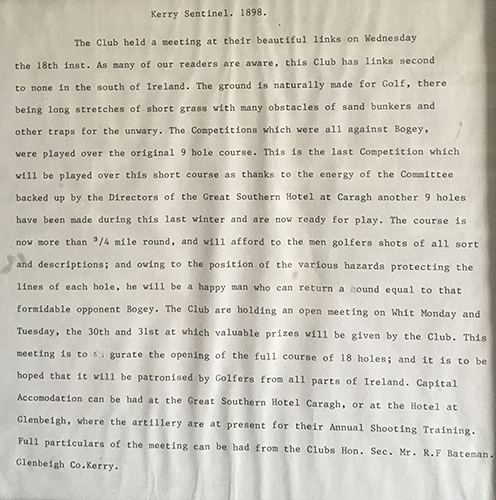 Kerry Sentinel. 1898.
The Club held a meeting at their beautiful links on Wednesday
the 18th inst. As many of our readers are aware, this Club has links second
to none in the south of Ireland. The ground is naturally made for Golf, there
being long stretches of short grass with many obstacles of sand bunkers and
other traps for the unwary. The Competitions which were all against Bogey,
were played over the original 9 hole course. This is the last Competition which
will be played over this short course as thanks to the energy of the Committee
backed up by the Directors of the Great Southern Hotel at Caragh another 9 holes
have been made during this last winter and are now ready for play. The course is
now more than 3/4 mile round, and will afford to the men golfers shots of all sort
and descriptions; and owing to the position of the various hazards protecting the
lines of each hole, he will be a happy man who can return a round equal to that
formidable opponent Bogey. The Club are holding an open meeting on Whit Monday and
Tuesday, the 30th and 31st at which valuable prizes will be given by the Club. This
meeting is to gurate the opening of the full course of 18 holes; and it is to be
hoped that it will be patronised by Golfers from all parts of Ireland. Capital
Accomodation can be had at the Great Southern Hotel Caragh, or at the Hotel at
Glenbeigh, where the artillery are at present for their Annual Shooting Training.
Full particulars of the meeting can be had from the Clubs Hon. Sec. Mr. R.F Bateman.
Glenbeigh Co.Kerry.